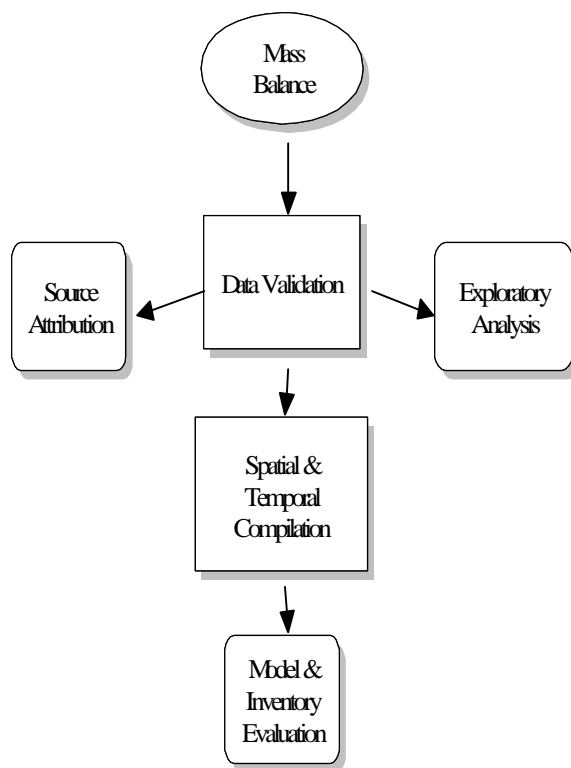 Mass
Balance
Data Validation
Source
Attribution
Exploratory
Analysis
Spatial &
Temporal
Compilation
Model &
Inventory
Evaluation